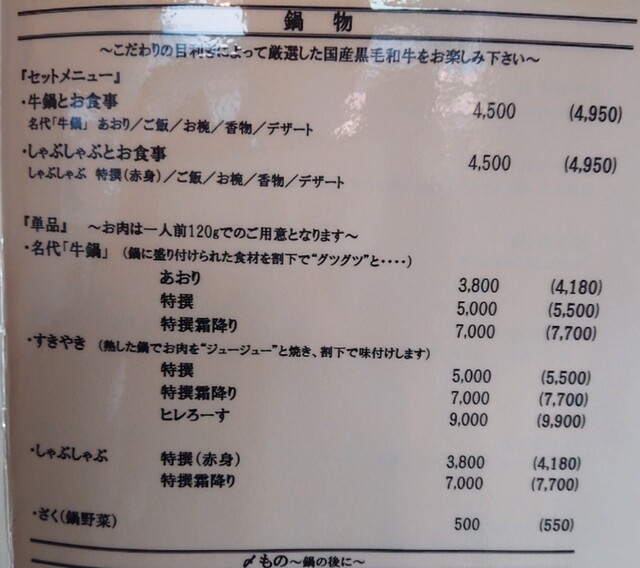 鍋 物
～こだわりの目利きによって厳選した国産黒毛和牛をお楽しみ下さい～
『セットメニュー』
・牛鍋とお食事 4,500 (4,950)
名代「牛鍋」 あおり／ご飯／お椀／香物／デザート
・しゃぶしゃぶとお食事 4,500 (4,950)
しゃぶしゃぶ 特撰(赤身)／ご飯／お椀／香物／デザート
『単品』 ～お肉は一人前120gでのご用意となります～
・名代「牛鍋」 (鍋に盛り付けられた食材を割下で“グツグツ”と・・・・)
あおり 3,800 (4,180)
特撰 5,000 (5,500)
特撰霜降り 7,000 (7,700)
・すきやき (熱した鍋でお肉を“ジュージュー”と焼き、割下で味付けします)
特撰 5,000 (5,500)
特撰霜降り 7,000 (7,700)
ヒレろーす 9,000 (9,900)
・しゃぶしゃぶ 特撰(赤身) 3,800 (4,180)
特撰霜降り 7,000 (7,700)
・ざく(鍋野菜) 500 (550)
〆もの～鍋の後に～